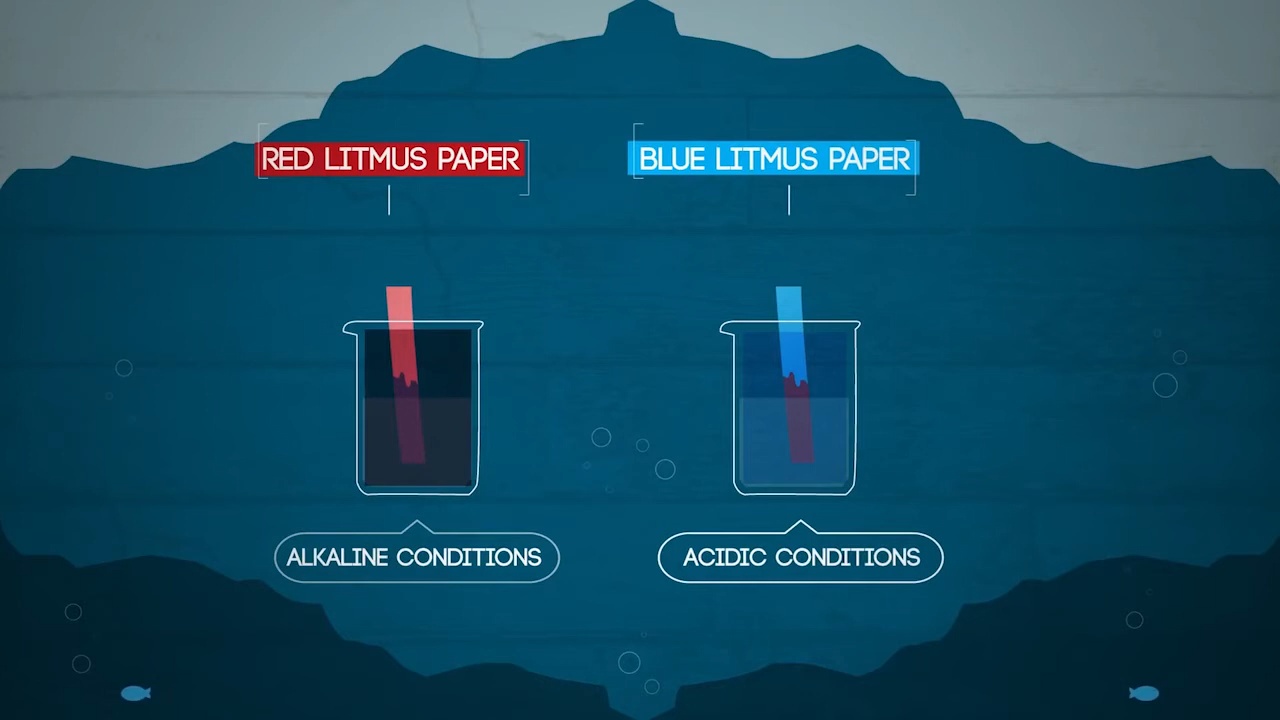 RED LITMUS PAPER
BLUE LITMUS PAPER
ALKALINE CONDITIONS
ACIDIC CONDITIONS